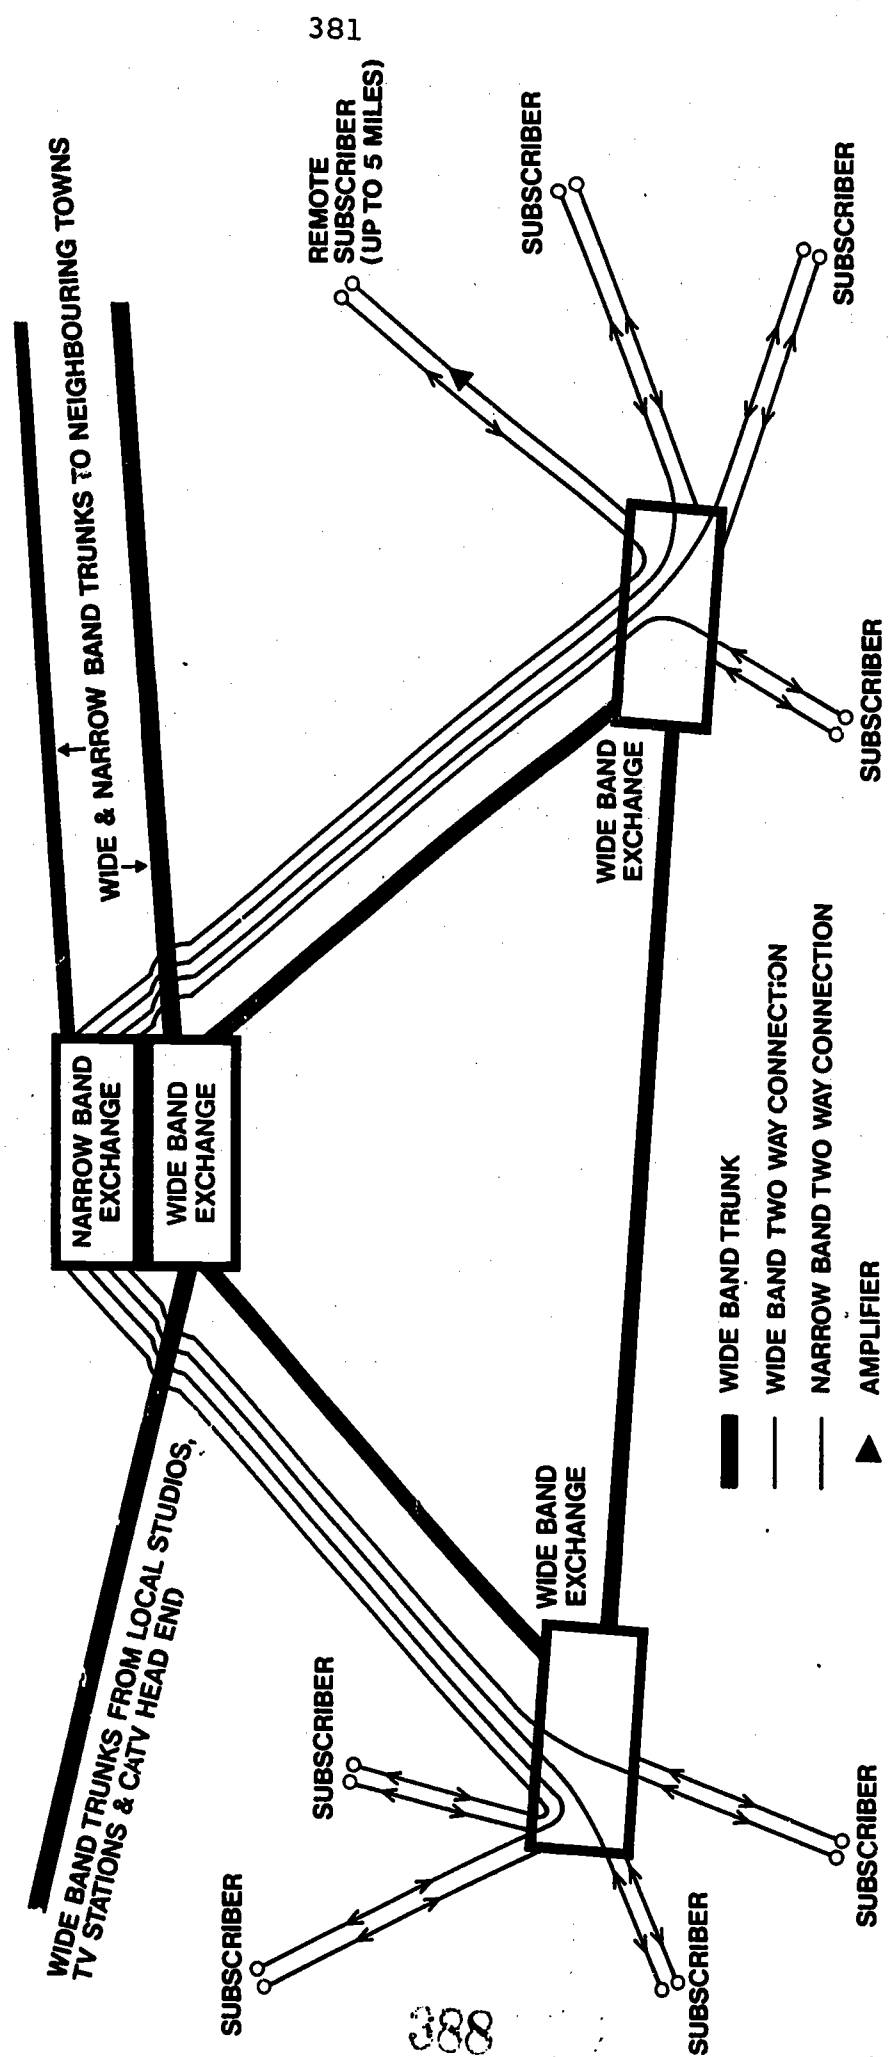 381
WIDE & NARROW BAND TRUNKS TO NEIGHBOURING TOWNS
REMOTE
SUBSCRIBER
(UP TO 5 MILES)
SUBSCRIBER
SUBSCRIBER
SUBSCRIBER
WIDE BAND
EXCHANGE
NARROW BAND
EXCHANGE
WIDE BAND
EXCHANGE
WIDE BAND TRUNKS FROM LOCAL STUDIOS,
TV STATIONS & CATV HEAD END
WIDE BAND
EXCHANGE
SUBSCRIBER
SUBSCRIBER
SUBSCRIBER
SUBSCRIBER
WIDE BAND TRUNK
WIDE BAND TWO WAY CONNECTION
NARROW BAND TWO WAY CONNECTION
AMPLIFIER
388